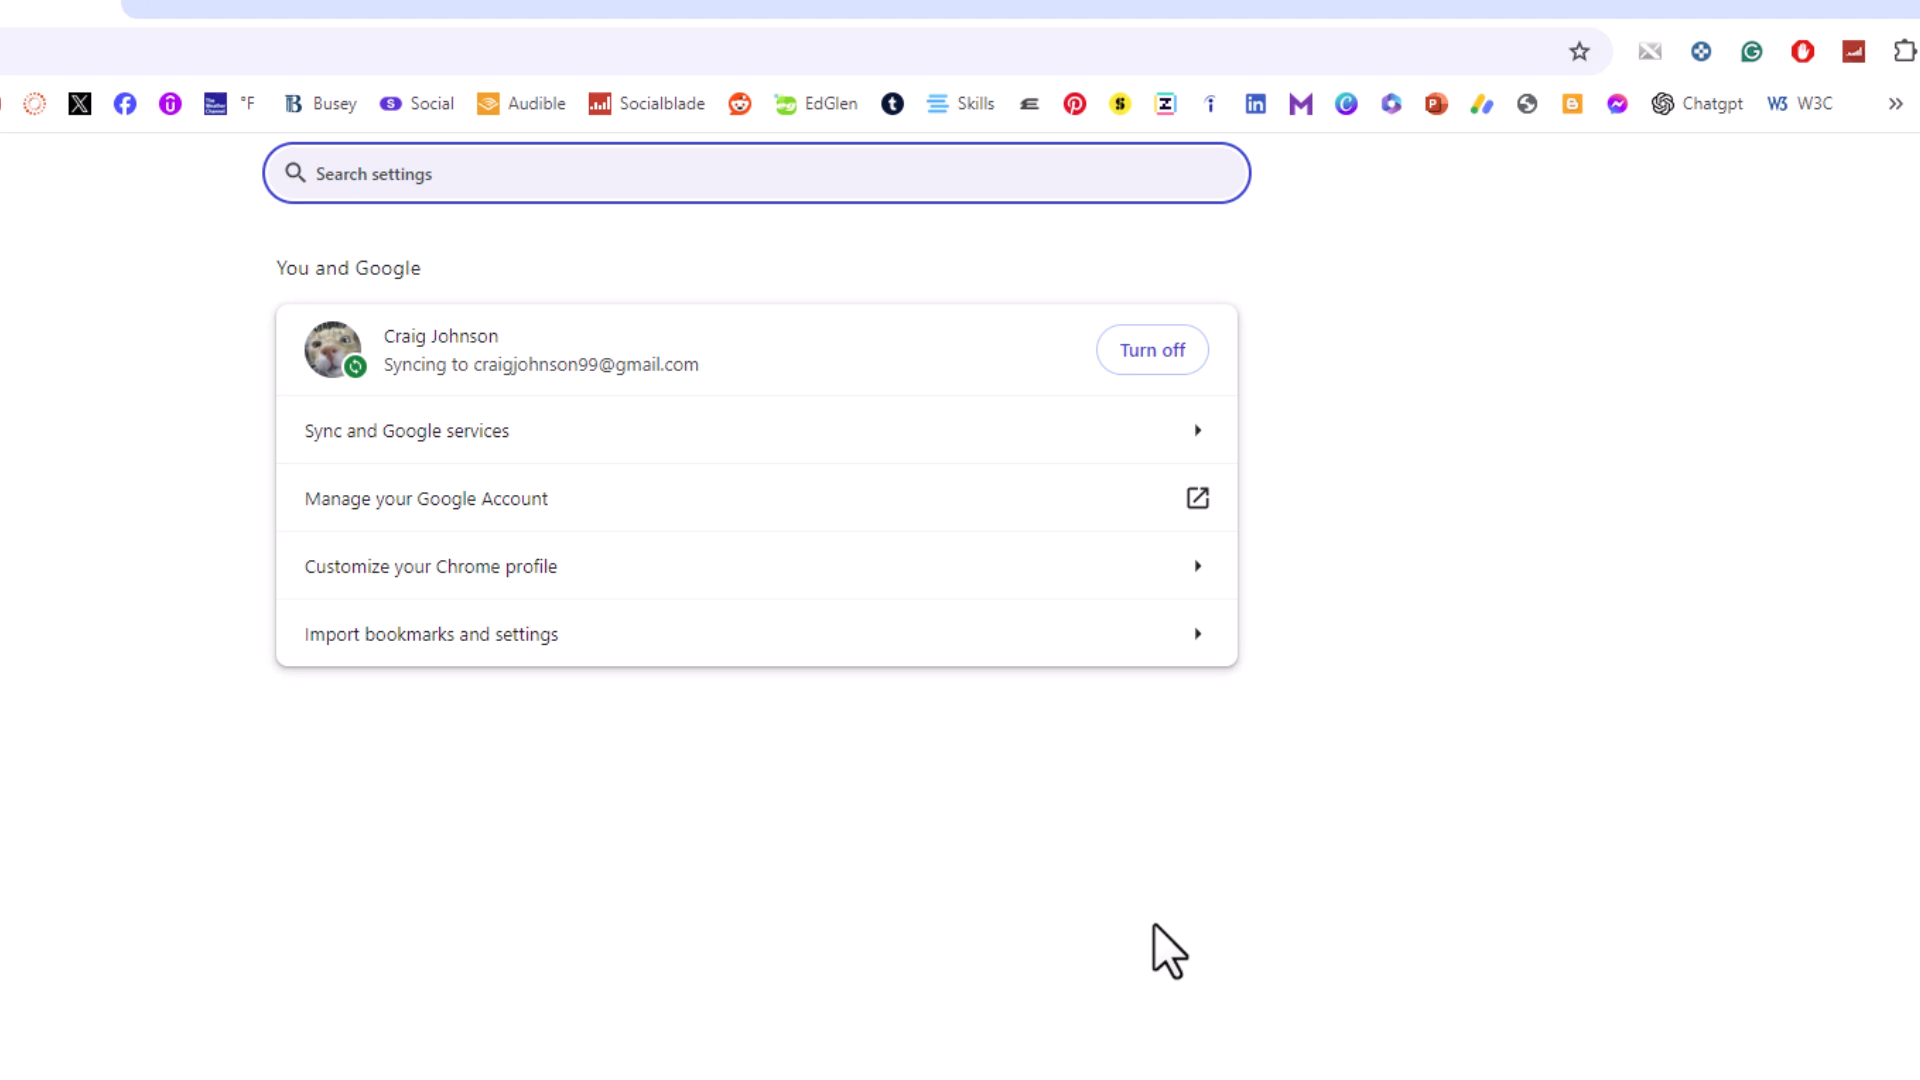 °F Busey Social Audible Socialblade EdGlen Skills Chatgpt W3C
Search settings
You and Google
Craig Johnson
Syncing to craigjohnson99@gmail.com
Turn off
Sync and Google services
Manage your Google Account
Customize your Chrome profile
Import bookmarks and settings